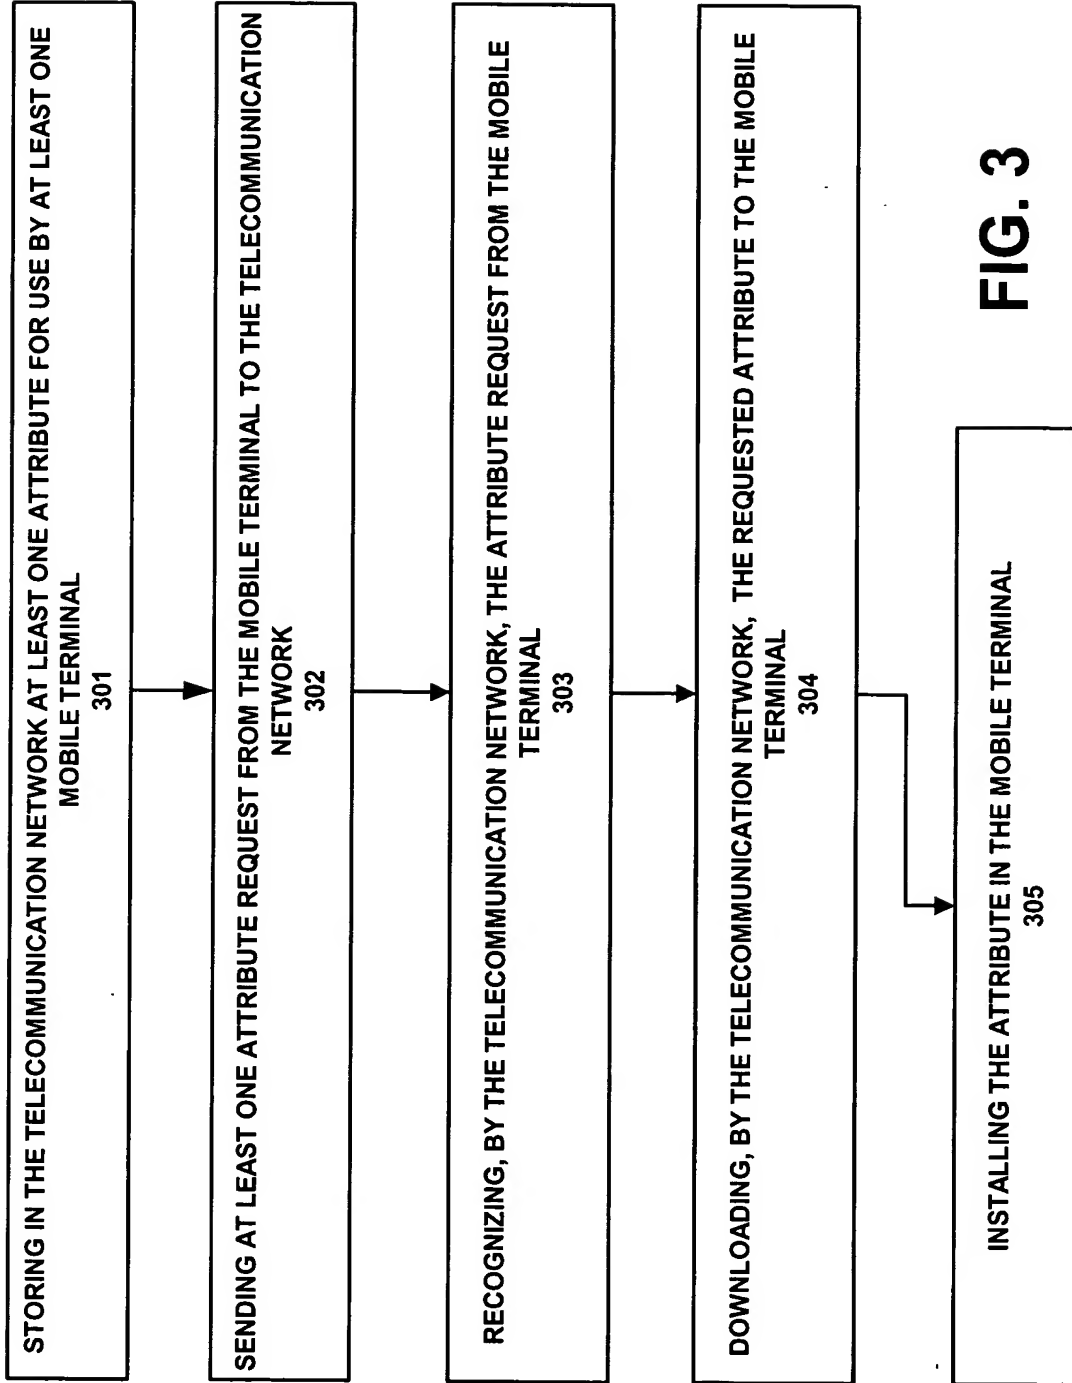 STORING IN THE TELECOMMUNICATION NETWORK AT LEAST ONE ATTRIBUTE FOR USE BY AT LEAST ONE
MOBILE TERMINAL
301
SENDING AT LEAST ONE ATTRIBUTE REQUEST FROM THE MOBILE TERMINAL TO THE TELECOMMUNICATION
NETWORK
302
RECOGNIZING, BY THE TELECOMMUNICATION NETWORK, THE ATTRIBUTE REQUEST FROM THE MOBILE
TERMINAL
303
DOWNLOADING, BY THE TELECOMMUNICATION NETWORK, THE REQUESTED ATTRIBUTE TO THE MOBILE
TERMINAL
304
INSTALLING THE ATTRIBUTE IN THE MOBILE TERMINAL
305
FIG. 3